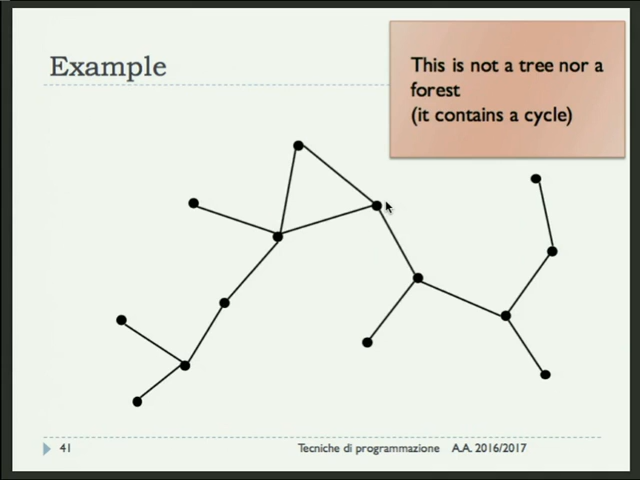 Example
This is not a tree nor a
forest
(it contains a cycle)
41
Tecniche di programmazione A.A. 2016/2017